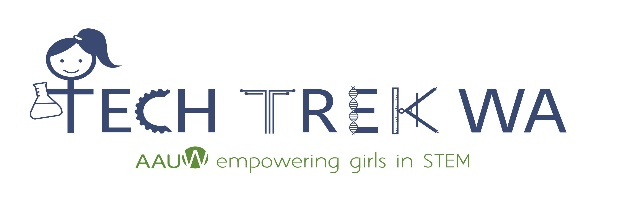 TECH TREK WA
AAUW empowering girls in STEM